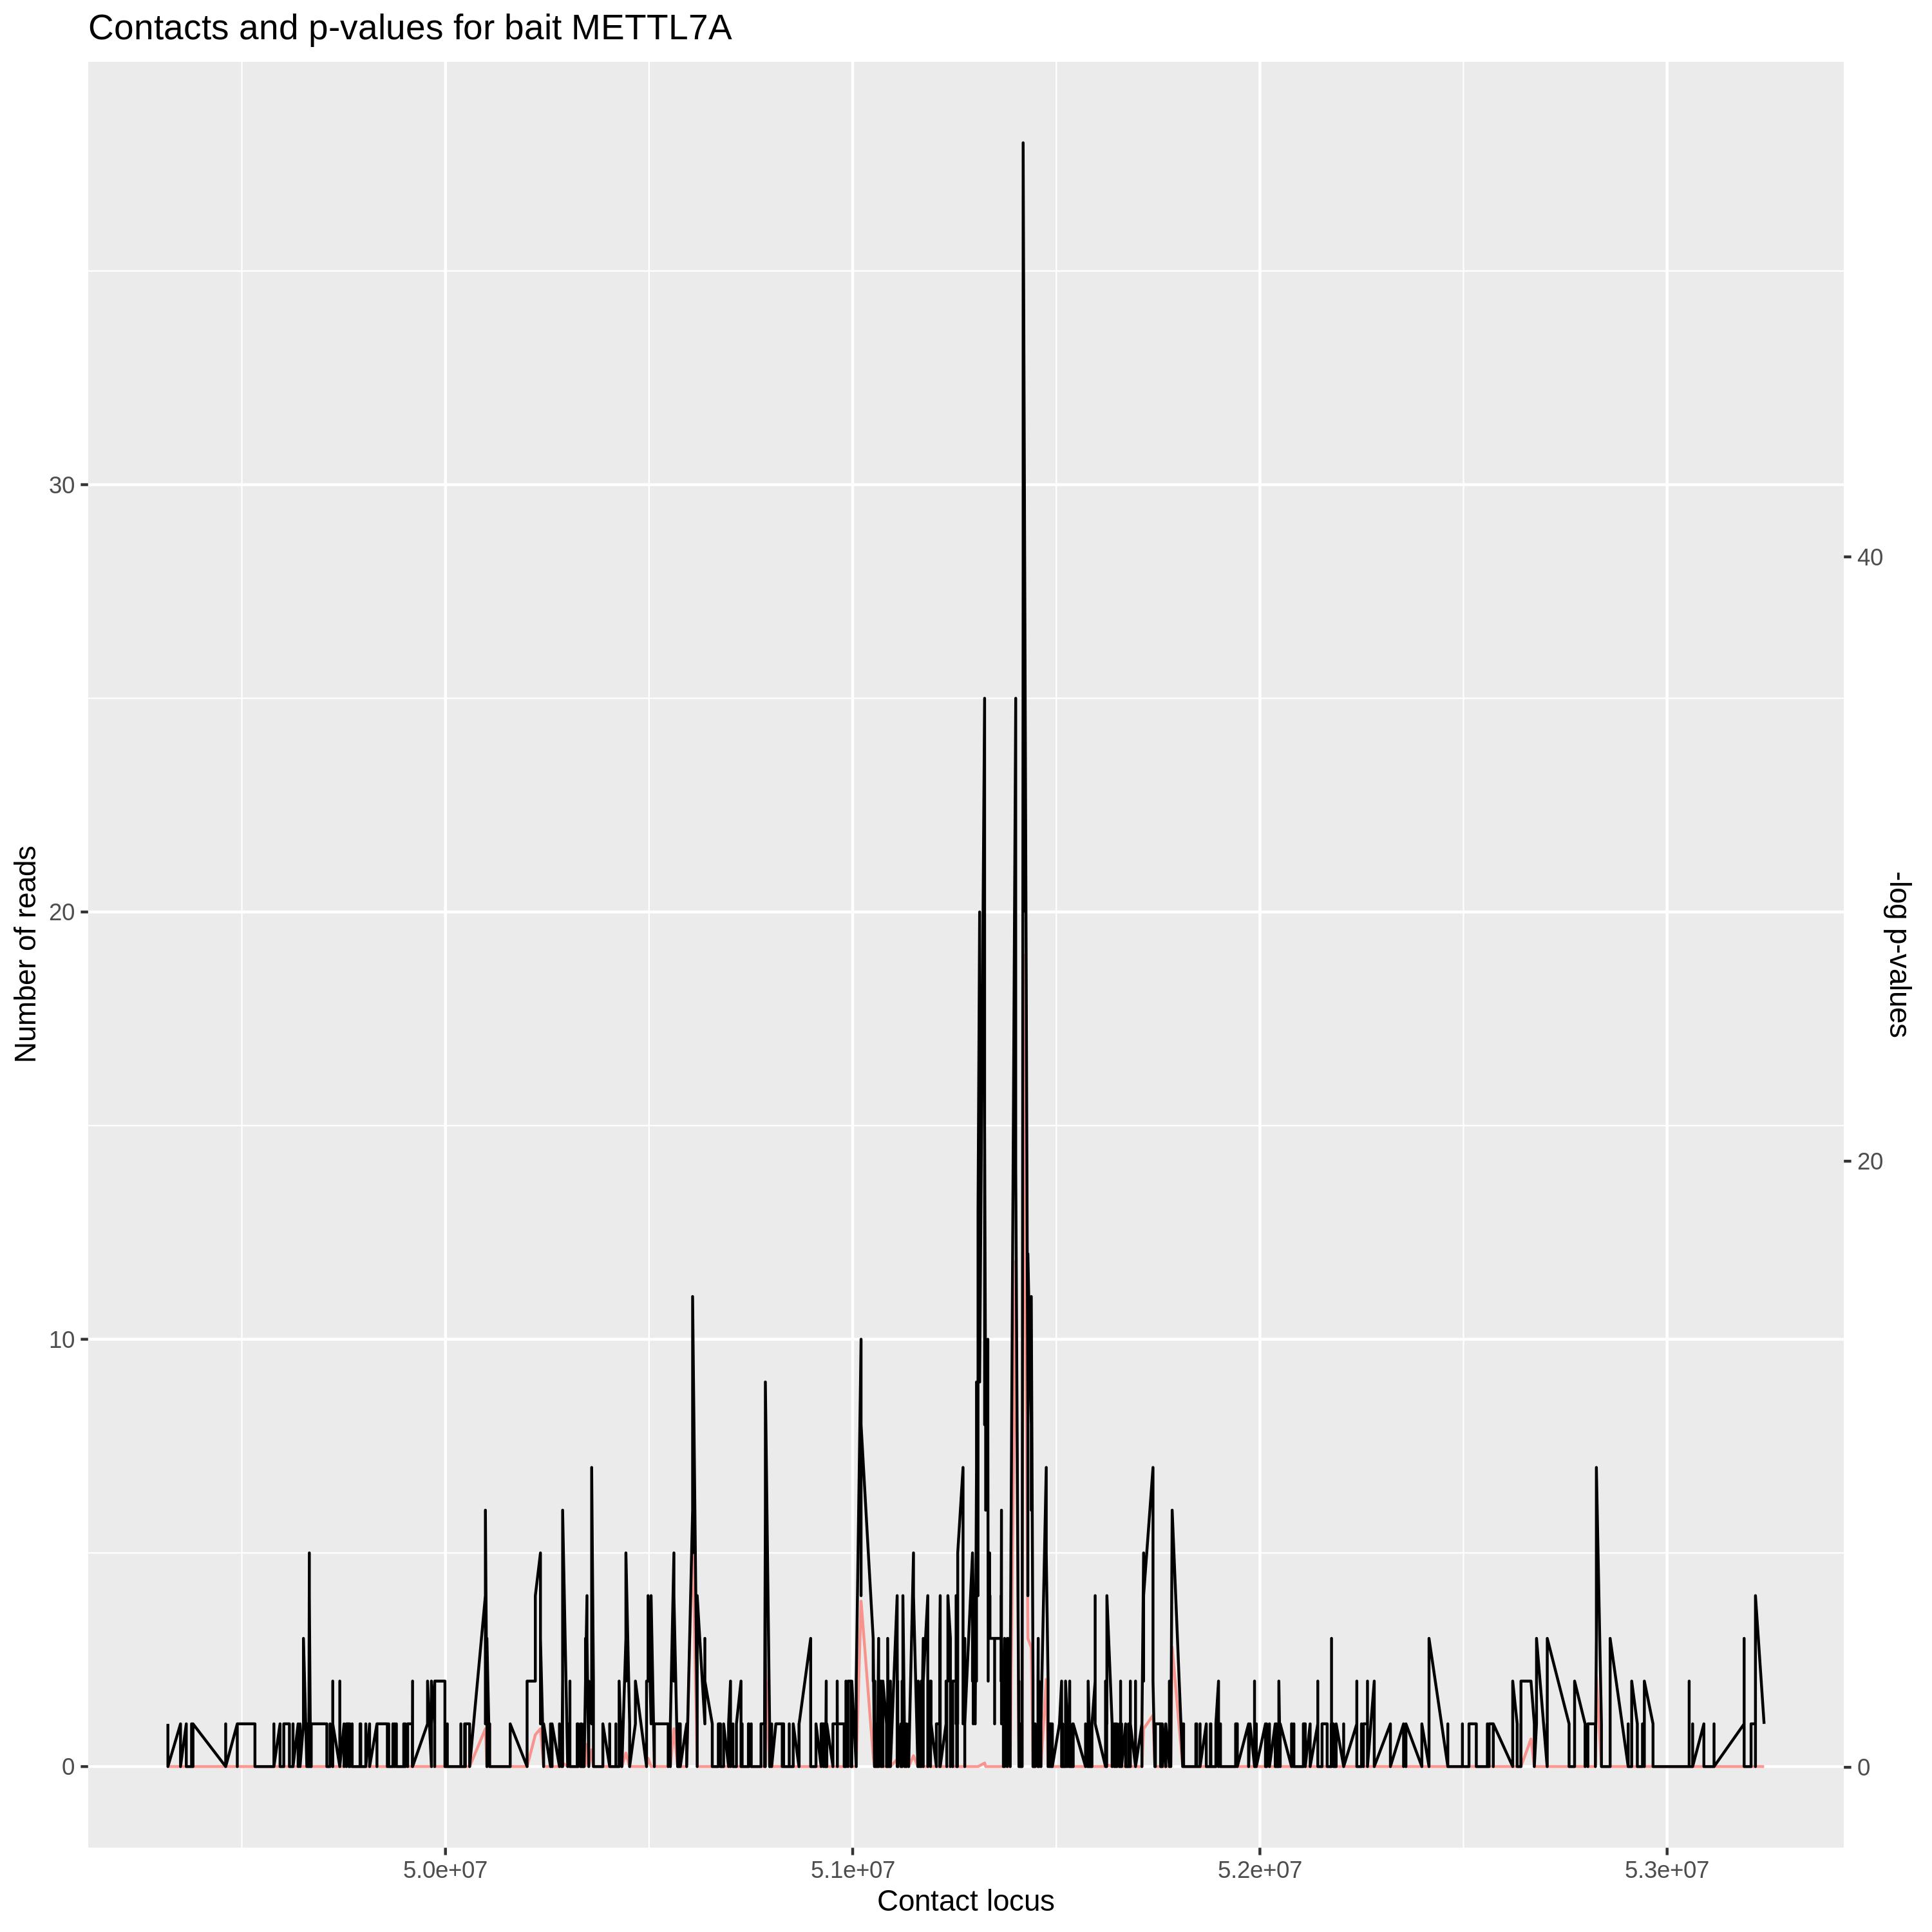 Contacts and p-values for bait METTL7A
Number of reads
30
20
10
0
-log p-values
40
20
0
5.0e+07
5.1e+07
5.2e+07
5.3e+07
Contact locus